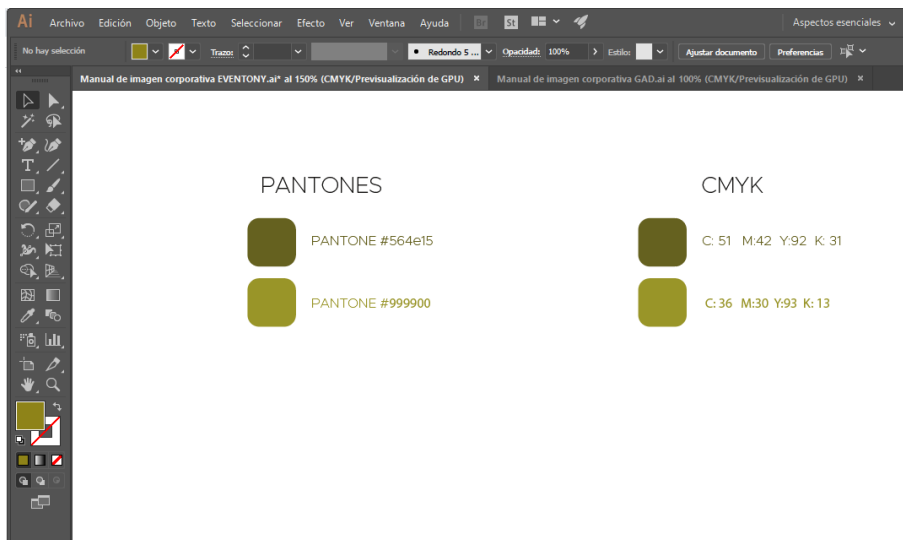 Ai Archivo Edición Objeto Texto Seleccionar Efecto Ver Ventana Ayuda Br St Aspectos esenciales
No hay selección Trazo: Redondo 5 ... Opacidad: 100% Estilo: Ajustar documento Preferencias
Manual de imagen corporativa EVENTONY.ai* al 150% (CMYK/Previsualización de GPU) × Manual de imagen corporativa GAD.ai al 100% (CMYK/Previsualización de GPU) ×
PANTONES CMYK
PANTONE #564e15 C: 51 M:42 Y:92 K: 31
PANTONE #999900 C: 36 M:30 Y:93 K: 13